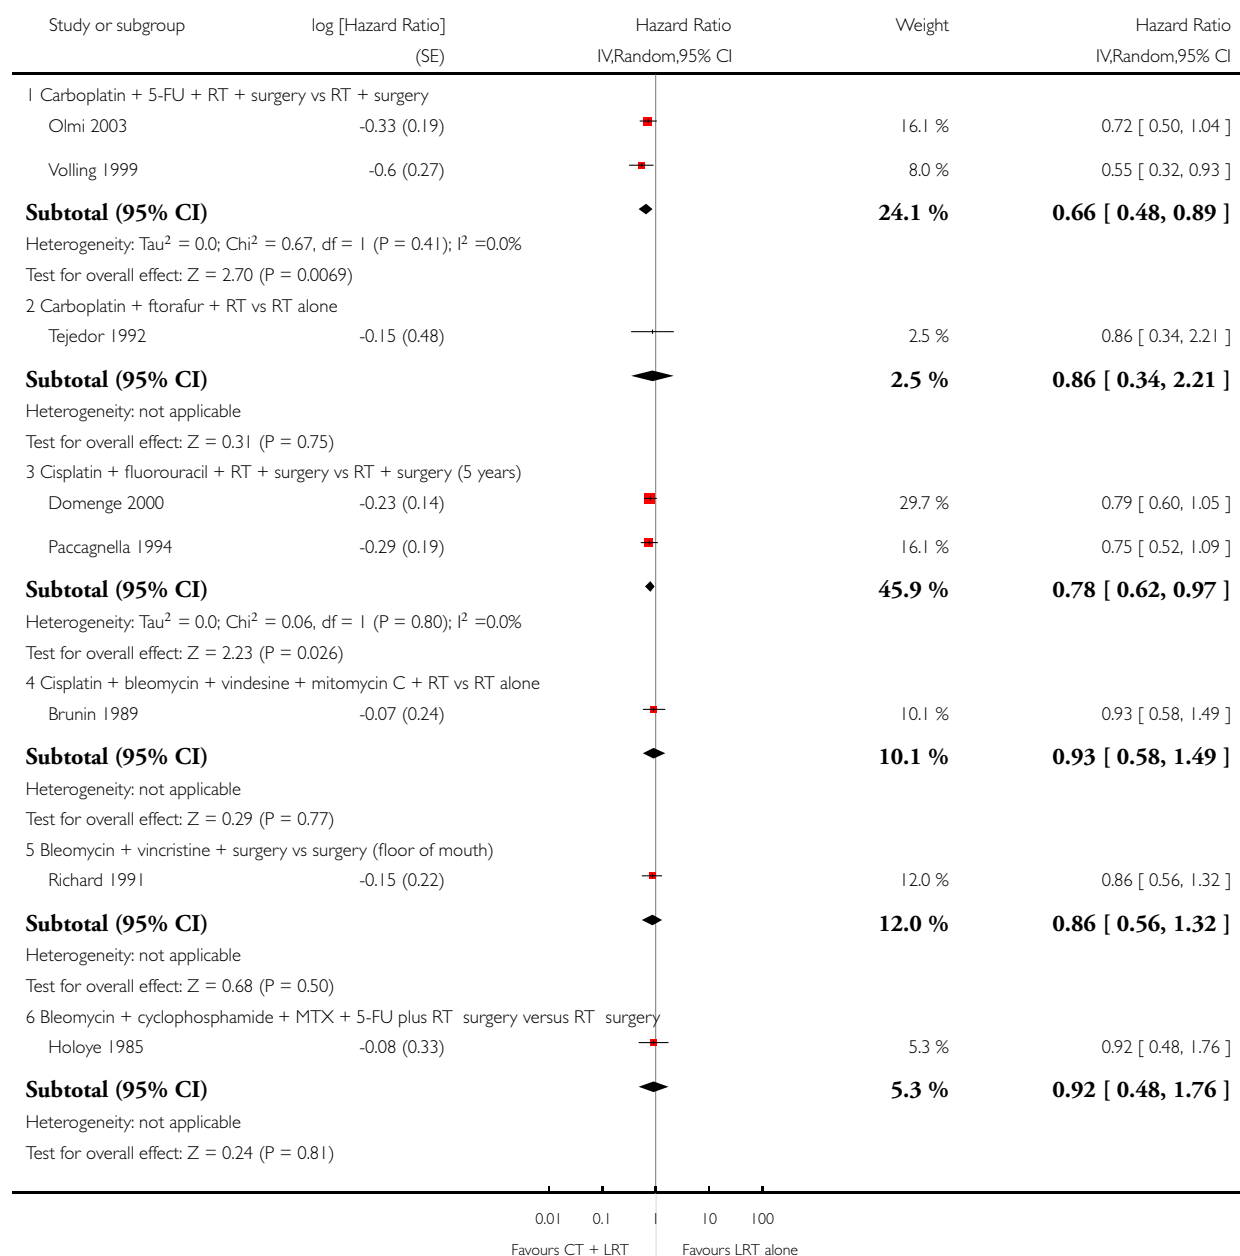 Study or subgroup log [Hazard Ratio] Hazard Ratio Weight Hazard Ratio
(SE) IV,Random,95% CI IV,Random,95% CI
1 Carboplatin + 5-FU + RT + surgery vs RT + surgery
Olmi 2003 -0.33 (0.19) 16.1 % 0.72 [ 0.50, 1.04 ]
Volling 1999 -0.6 (0.27) 8.0 % 0.55 [ 0.32, 0.93 ]
Subtotal (95% CI) 24.1 % 0.66 [ 0.48, 0.89 ]
Heterogeneity: Tau² = 0.0; Chi² = 0.67, df = 1 (P = 0.41); I² =0.0%
Test for overall effect: Z = 2.70 (P = 0.0069)
2 Carboplatin + ftorafur + RT vs RT alone
Tejedor 1992 -0.15 (0.48) 2.5 % 0.86 [ 0.34, 2.21 ]
Subtotal (95% CI) 2.5 % 0.86 [ 0.34, 2.21 ]
Heterogeneity: not applicable
Test for overall effect: Z = 0.31 (P = 0.75)
3 Cisplatin + fluorouracil + RT + surgery vs RT + surgery (5 years)
Domenge 2000 -0.23 (0.14) 29.7 % 0.79 [ 0.60, 1.05 ]
Paccagnella 1994 -0.29 (0.19) 16.1 % 0.75 [ 0.52, 1.09 ]
Subtotal (95% CI) 45.9 % 0.78 [ 0.62, 0.97 ]
Heterogeneity: Tau² = 0.0; Chi² = 0.06, df = 1 (P = 0.80); I² =0.0%
Test for overall effect: Z = 2.23 (P = 0.026)
4 Cisplatin + bleomycin + vindesine + mitomycin C + RT vs RT alone
Brunin 1989 -0.07 (0.24) 10.1 % 0.93 [ 0.58, 1.49 ]
Subtotal (95% CI) 10.1 % 0.93 [ 0.58, 1.49 ]
Heterogeneity: not applicable
Test for overall effect: Z = 0.29 (P = 0.77)
5 Bleomycin + vincristine + surgery vs surgery (floor of mouth)
Richard 1991 -0.15 (0.22) 12.0 % 0.86 [ 0.56, 1.32 ]
Subtotal (95% CI) 12.0 % 0.86 [ 0.56, 1.32 ]
Heterogeneity: not applicable
Test for overall effect: Z = 0.68 (P = 0.50)
6 Bleomycin + cyclophosphamide + MTX + 5-FU plus RT surgery versus RT surgery
Holoye 1985 -0.08 (0.33) 5.3 % 0.92 [ 0.48, 1.76 ]
Subtotal (95% CI) 5.3 % 0.92 [ 0.48, 1.76 ]
Heterogeneity: not applicable
Test for overall effect: Z = 0.24 (P = 0.81)
0.01 0.1 1 10 100
Favours CT + LRT Favours LRT alone